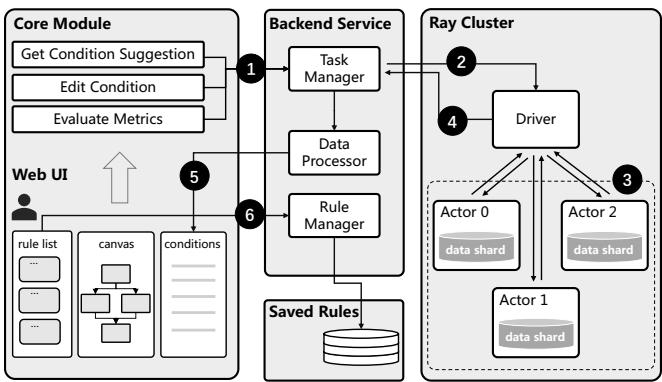 Core Module
Get Condition Suggestion
Edit Condition
Evaluate Metrics
Web UI
rule list
...
...
...
canvas
conditions
1
5
6
Backend Service
Task
Manager
Data
Processor
Rule
Manager
Saved Rules
Ray Cluster
2
4
Driver
3
Actor 0
data shard
Actor 2
data shard
Actor 1
data shard